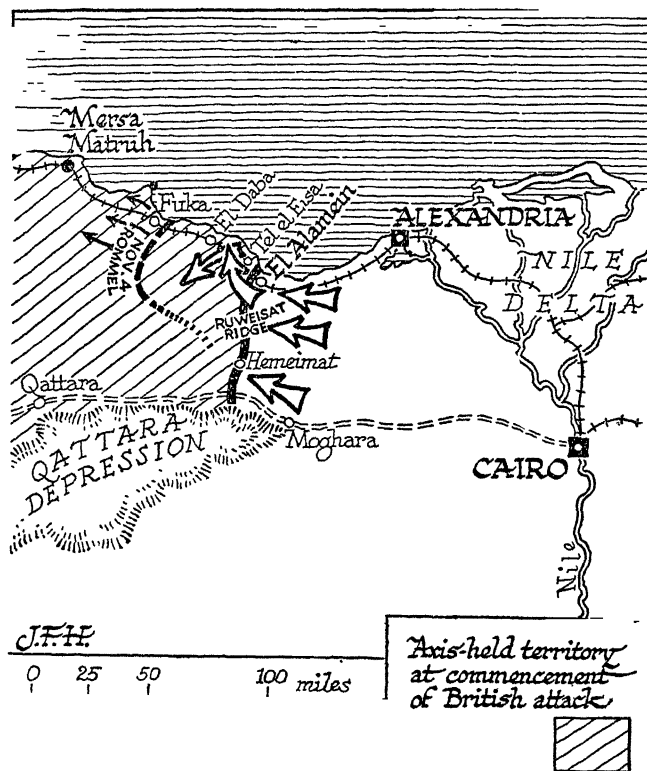 Mersa
Matruh
Fuka
El Daba
Tel el Eisa
El Alamein
ALEXANDRIA
NILE
DELTA
NOV. 4
ROMMEL
RUWEISAT
RIDGE
Hemeimat
Qattara
Moghara
QATTARA
DEPRESSION
CAIRO
Nile
J.F.H.
0 25 50 100 miles
Axis-held territory
at commencement
of British attack